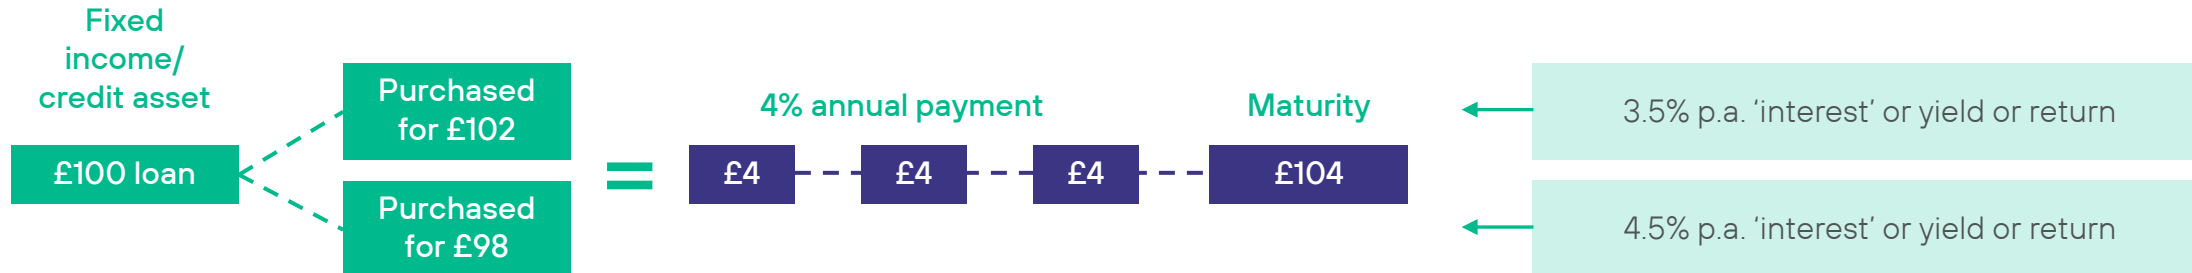 Fixed
income/
credit asset
£100 loan
Purchased
for £102
Purchased
for £98
=
4% annual payment
£4
£4
£4
Maturity
£104
3.5% p.a. ‘interest’ or yield or return
4.5% p.a. ‘interest’ or yield or return